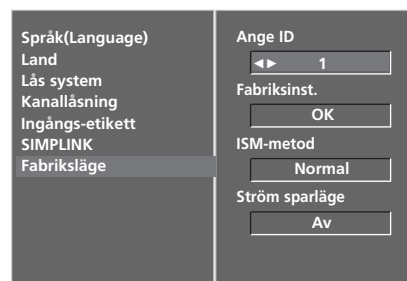 Språk(Language)
Land
Lås system
Kanallåsning
Ingångs-etikett
SIMPLINK
Fabriksläge
Ange ID
◄► 1
Fabriksinst.
OK
ISM-metod
Normal
Ström sparläge
Av